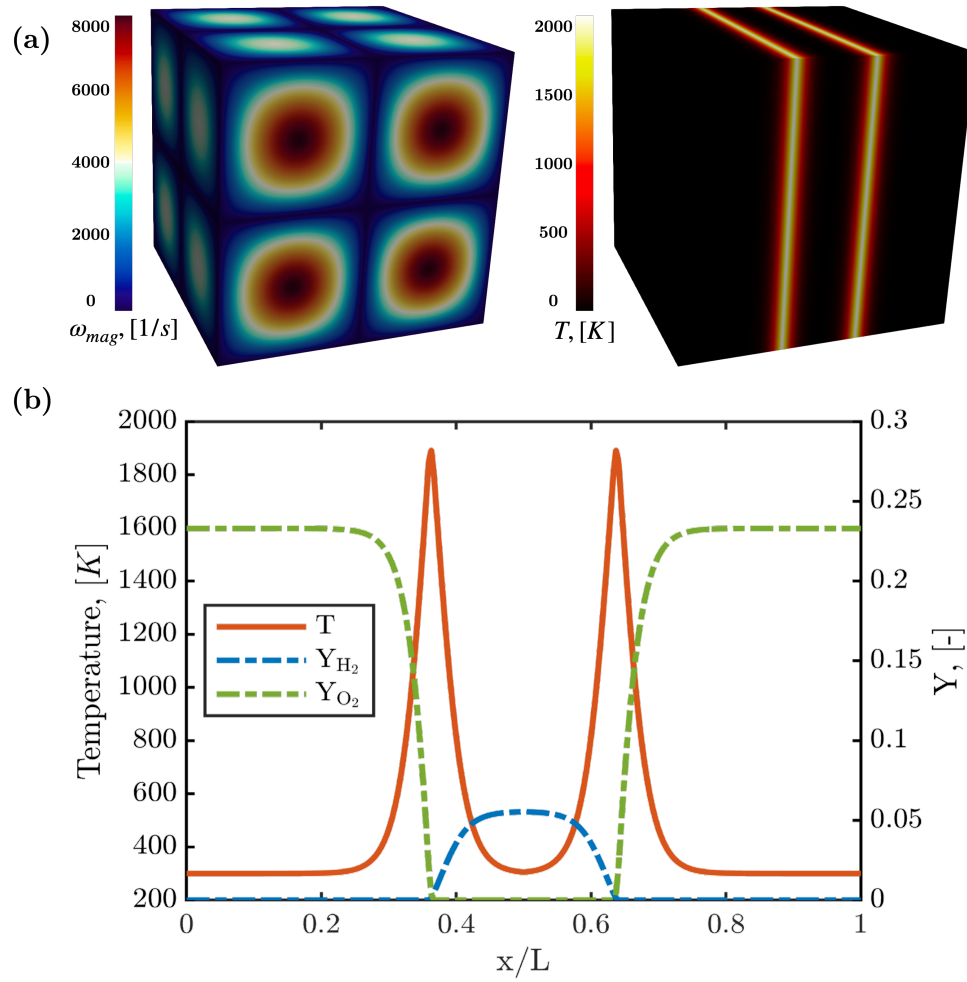 (a)
8000
6000
4000
2000
0
ω_mag, [1/s]
2000
1500
1000
500
0
T, [K]
(b)
Temperature, [K]
2000
1800
1600
1400
1200
1000
800
600
400
200
T
Y_H₂
Y_O₂
0.3
0.25
0.2
0.15
0.1
0.05
0
Y, [-]
0 0.2 0.4 0.6 0.8 1
x/L